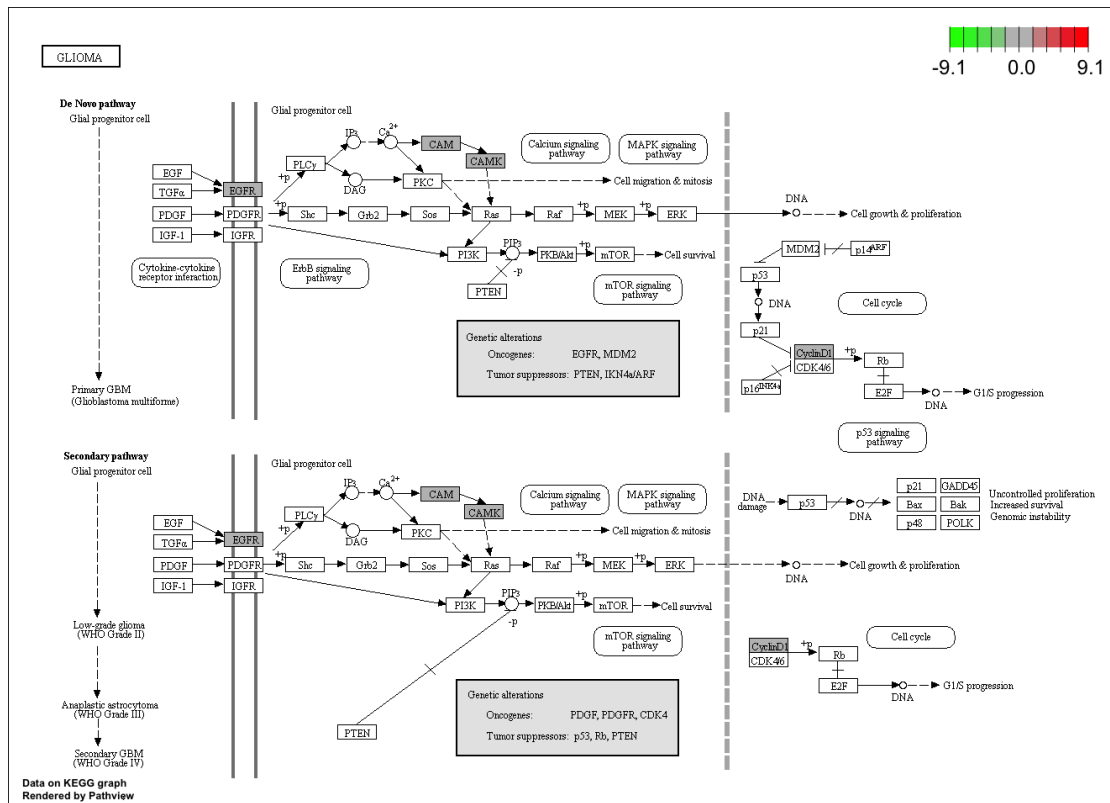 GLIOMA
-9.1 0.0 9.1
De Novo pathway
Glial progenitor cell
Glial progenitor cell
IP3
Ca2+
CAM
CAMK
Calcium signaling
pathway
MAPK signaling
pathway
PLCγ
+p
DAG
PKC
Cell migration & mitosis
EGF
TGFα
EGFR
PDGF
PDGFR
+p
Shc
Grb2
Sos
Ras
Raf
+p
MEK
+p
ERK
DNA
Cell growth & proliferation
IGF-1
IGFR
Cytokine-cytokine
receptor interaction
ErbB signaling
pathway
PI3K
PIP3
-p
PTEN
PKB/Akt
+p
mTOR
Cell survival
mTOR signaling
pathway
MDM2
p14ARF
p53
DNA
p21
Cell cycle
CyclinD1
CDK4/6
+p
Rb
p16INK4a
E2F
DNA
G1/S progression
p53 signaling
pathway
Genetic alterations
Oncogenes: EGFR, MDM2
Tumor suppressors: PTEN, IKN4a/ARF
Primary GBM
(Glioblastoma multiforme)
Secondary pathway
Glial progenitor cell
Glial progenitor cell
IP3
Ca2+
CAM
CAMK
Calcium signaling
pathway
MAPK signaling
pathway
PLCγ
+p
DAG
PKC
Cell migration & mitosis
EGF
TGFα
EGFR
PDGF
PDGFR
+p
Shc
Grb2
Sos
Ras
Raf
+p
MEK
+p
ERK
DNA
Cell growth & proliferation
IGF-1
IGFR
PI3K
PIP3
-p
PKB/Akt
+p
mTOR
Cell survival
mTOR signaling
pathway
PTEN
DNA
damage
p53
DNA
p21
GADD45
Bax
Bak
p48
POLK
Uncontrolled proliferation
Increased survival
Genomic instability
Cell cycle
CyclinD1
CDK4/6
+p
Rb
E2F
DNA
G1/S progression
Low-grade glioma
(WHO Grade II)
Anaplastic astrocytoma
(WHO Grade III)
Secondary GBM
(WHO Grade IV)
Genetic alterations
Oncogenes: PDGF, PDGFR, CDK4
Tumor suppressors: p53, Rb, PTEN
Data on KEGG graph
Rendered by Pathview